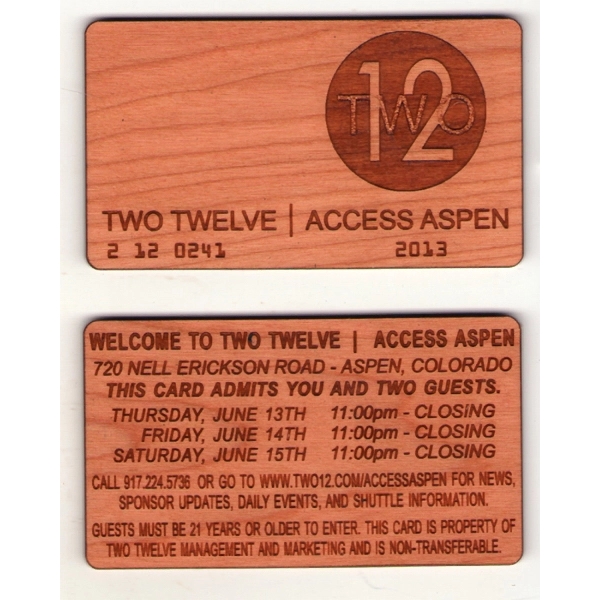 12
TWO
TWO TWELVE | ACCESS ASPEN
2 12 0241 2013
WELCOME TO TWO TWELVE | ACCESS ASPEN
720 NELL ERICKSON ROAD - ASPEN, COLORADO
THIS CARD ADMITS YOU AND TWO GUESTS.
THURSDAY, JUNE 13TH 11:00pm - CLOSING
FRIDAY, JUNE 14TH 11:00pm - CLOSING
SATURDAY, JUNE 15TH 11:00pm - CLOSING
CALL 917.224.5736 OR GO TO WWW.TWO12.COM/ACCESSASPEN FOR NEWS,
SPONSOR UPDATES, DAILY EVENTS, AND SHUTTLE INFORMATION.
GUESTS MUST BE 21 YEARS OR OLDER TO ENTER. THIS CARD IS PROPERTY OF
TWO TWELVE MANAGEMENT AND MARKETING AND IS NON-TRANSFERABLE.